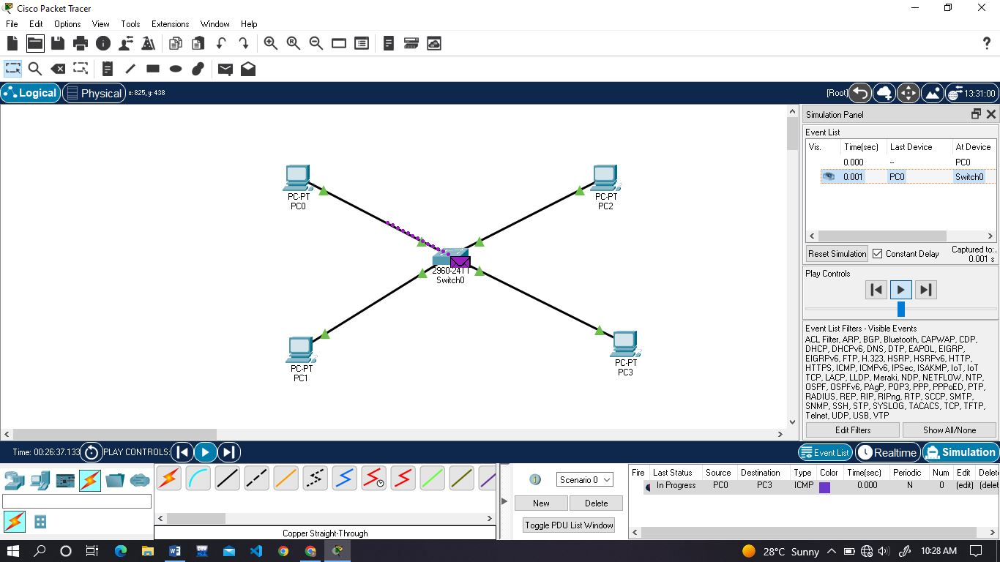 Cisco Packet Tracer
File Edit Options View Tools Extensions Window Help
Logical Physical x: 825, y: 438 [Root] 13:31:00
PC-PT
PC0
PC-PT
PC2
2960-24TT
Switch0
PC-PT
PC1
PC-PT
PC3
Simulation Panel
Event List
Vis. Time(sec) Last Device At Device
0.000 -- PC0
0.001 PC0 Switch0
Reset Simulation Constant Delay Captured to:
0.001 s
Play Controls
Event List Filters - Visible Events
ACL Filter, ARP, BGP, Bluetooth, CAPWAP, CDP,
DHCP, DHCPv6, DNS, DTP, EAPOL, EIGRP,
EIGRPv6, FTP, H.323, HSRP, HSRPv6, HTTP,
HTTPS, ICMP, ICMPv6, IPSec, ISAKMP, IoT, IoT
TCP, LACP, LLDP, Meraki, NDP, NETFLOW, NTP,
OSPF, OSPFv6, PAgP, POP3, PPP, PPPoED, PTP,
RADIUS, REP, RIP, RIPng, RTP, SCCP, SMTP,
SNMP, SSH, STP, SYSLOG, TACACS, TCP, TFTP,
Telnet, UDP, USB, VTP
Edit Filters Show All/None
Time: 00:26:37.133 PLAY CONTROLS: Event List Realtime Simulation
Copper Straight-Through
Scenario 0
New Delete
Toggle PDU List Window
Fire Last Status Source Destination Type Color Time(sec) Periodic Num Edit Delete
In Progress PC0 PC3 ICMP 0.000 N 0 (edit) (delet
28°C Sunny 10:28 AM